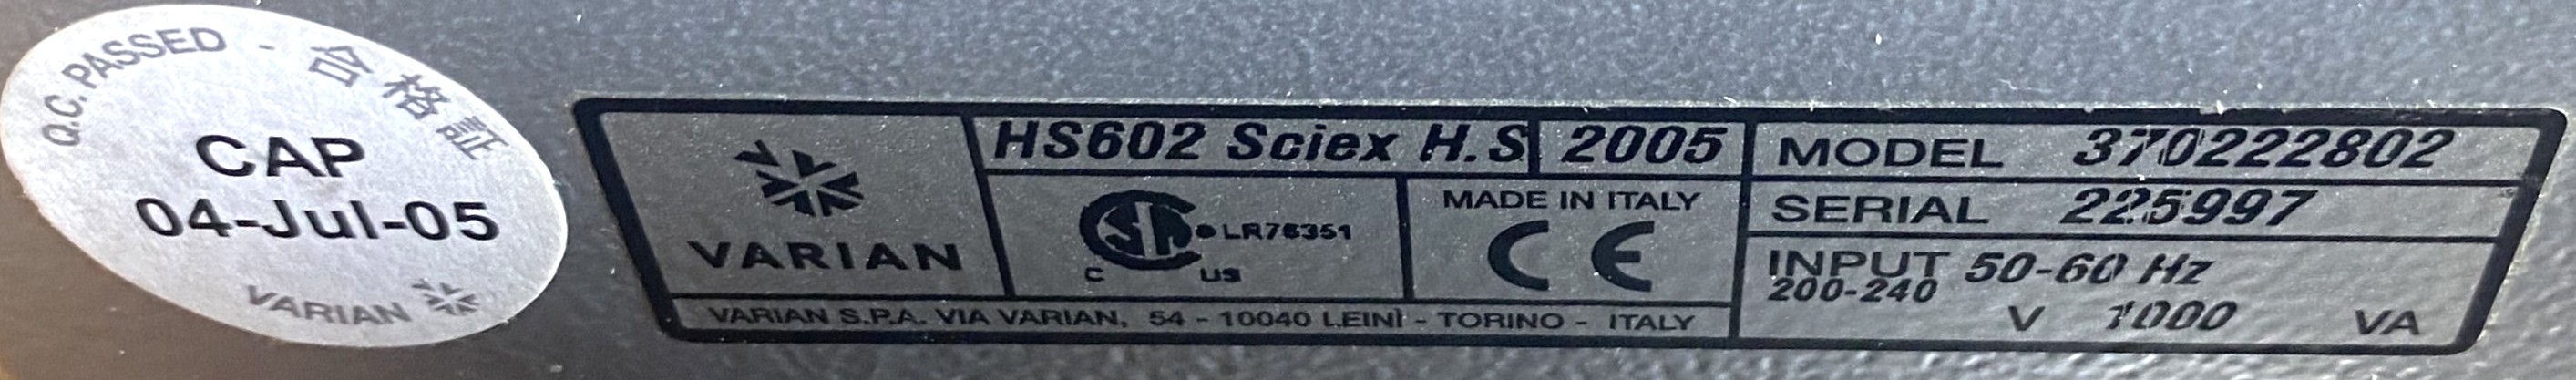 Q.C. PASSED - 合格証
CAP
04-Jul-05
VARIAN
VARIAN
HS602 Sciex H.S
2005
C US LR76351
MADE IN ITALY
CE
VARIAN S.P.A. VIA VARIAN, 54 - 10040 LEINÌ - TORINO - ITALY
MODEL 370222802
SERIAL 225997
INPUT 50-60 Hz
200-240 V 1000 VA